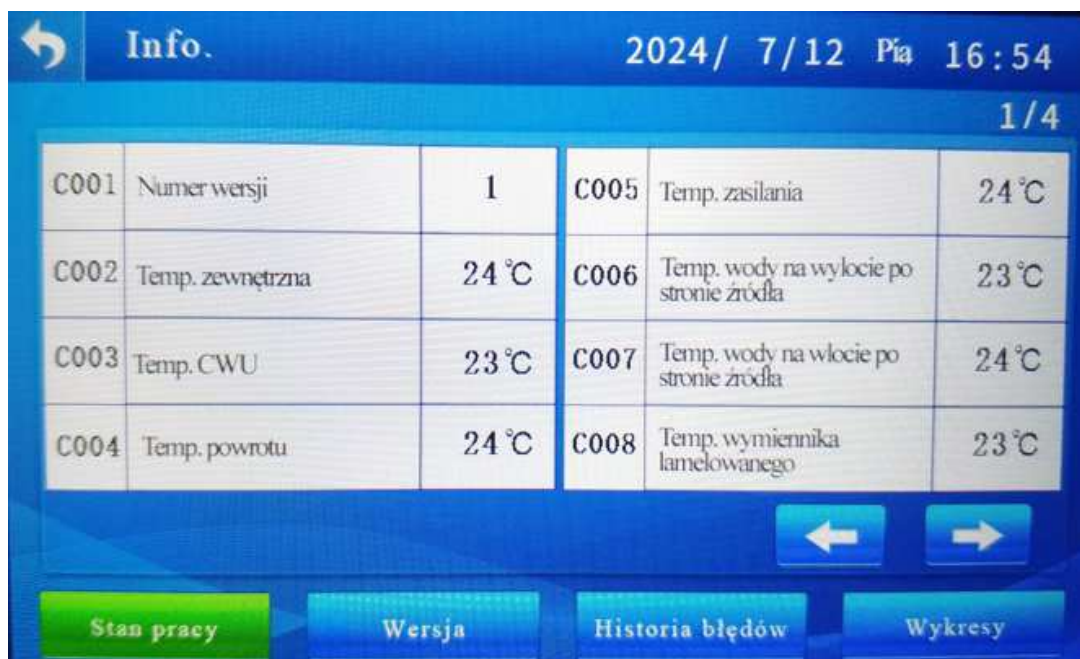 Info. 2024/ 7/12 Pią 16:54
1/4
C001 Numer wersji 1
C002 Temp. zewnętrzna 24℃
C003 Temp. CWU 23℃
C004 Temp. powrotu 24℃
C005 Temp. zasilania 24℃
C006 Temp. wody na wylocie po
stronie źródła 23℃
C007 Temp. wody na wlocie po
stronie źródła 24℃
C008 Temp. wymiennika
lamelowanego 23℃
Stan pracy Wersja Historia błędów Wykresy